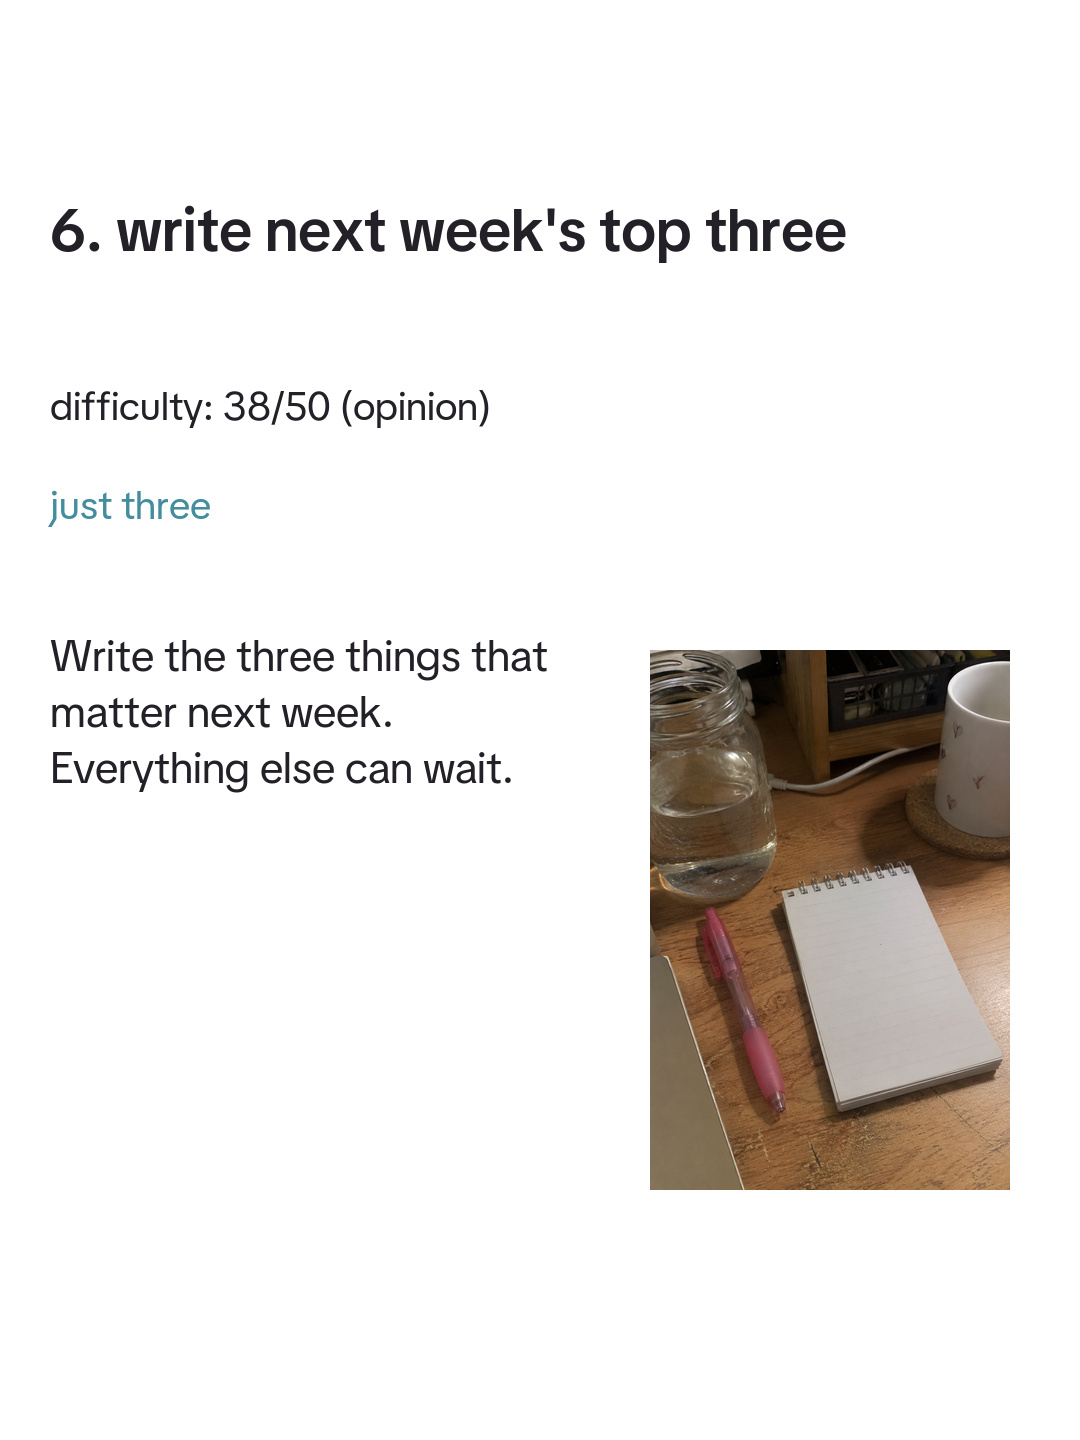 6. write next week's top three
difficulty: 38/50 (opinion)
just three
Write the three things that
matter next week.
Everything else can wait.